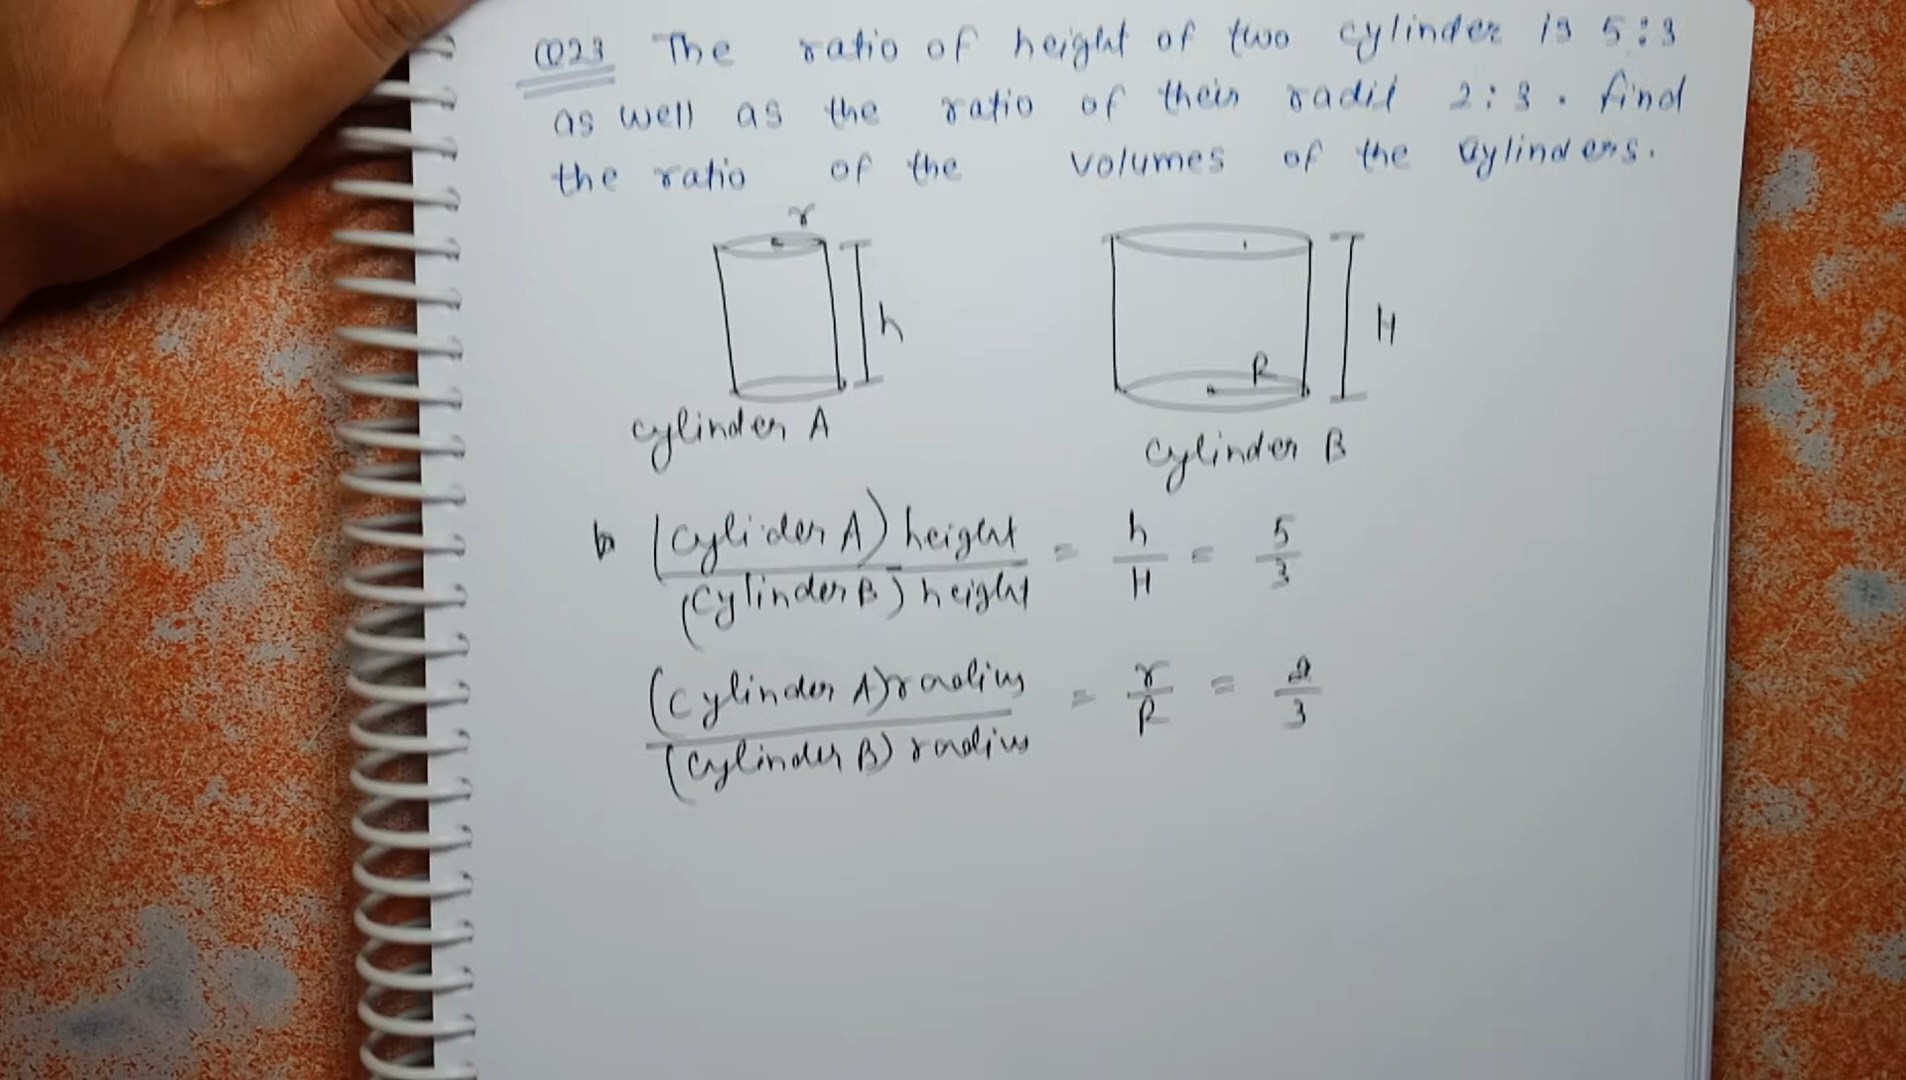 Q23 The ratio of height of two cylinder is 5:3
as well as the ratio of their radii 2:3. find
the ratio of the volumes of the cylinders.
r
h
H
R
cylinder A
cylinder B
(cylider A) height / (cylinder B) height = h/H = 5/3
(cylinder A) radius / (cylinder B) radius = r/R = 2/3